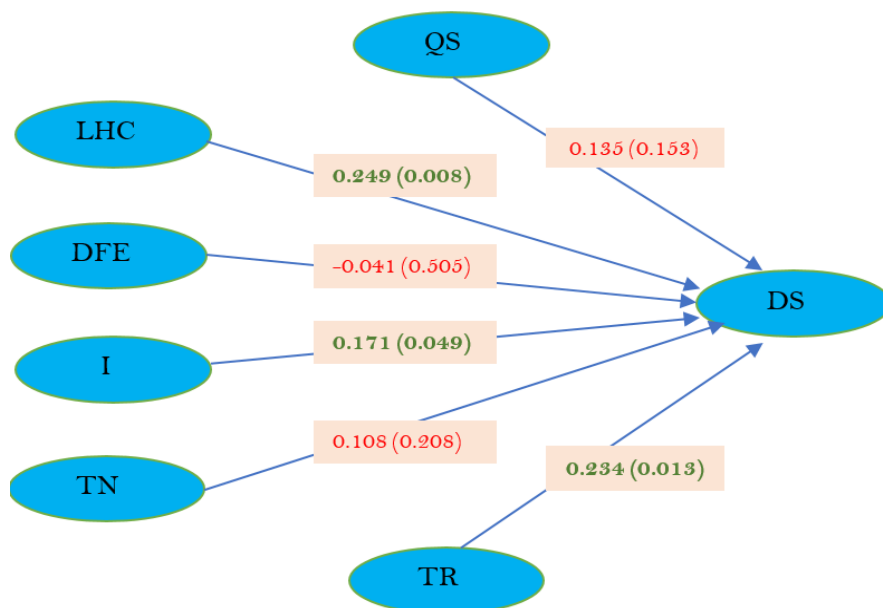 QS
LHC
0.135 (0.153)
0.249 (0.008)
DFE
-0.041 (0.505)
DS
I
0.171 (0.049)
0.108 (0.208)
TN
0.234 (0.013)
TR